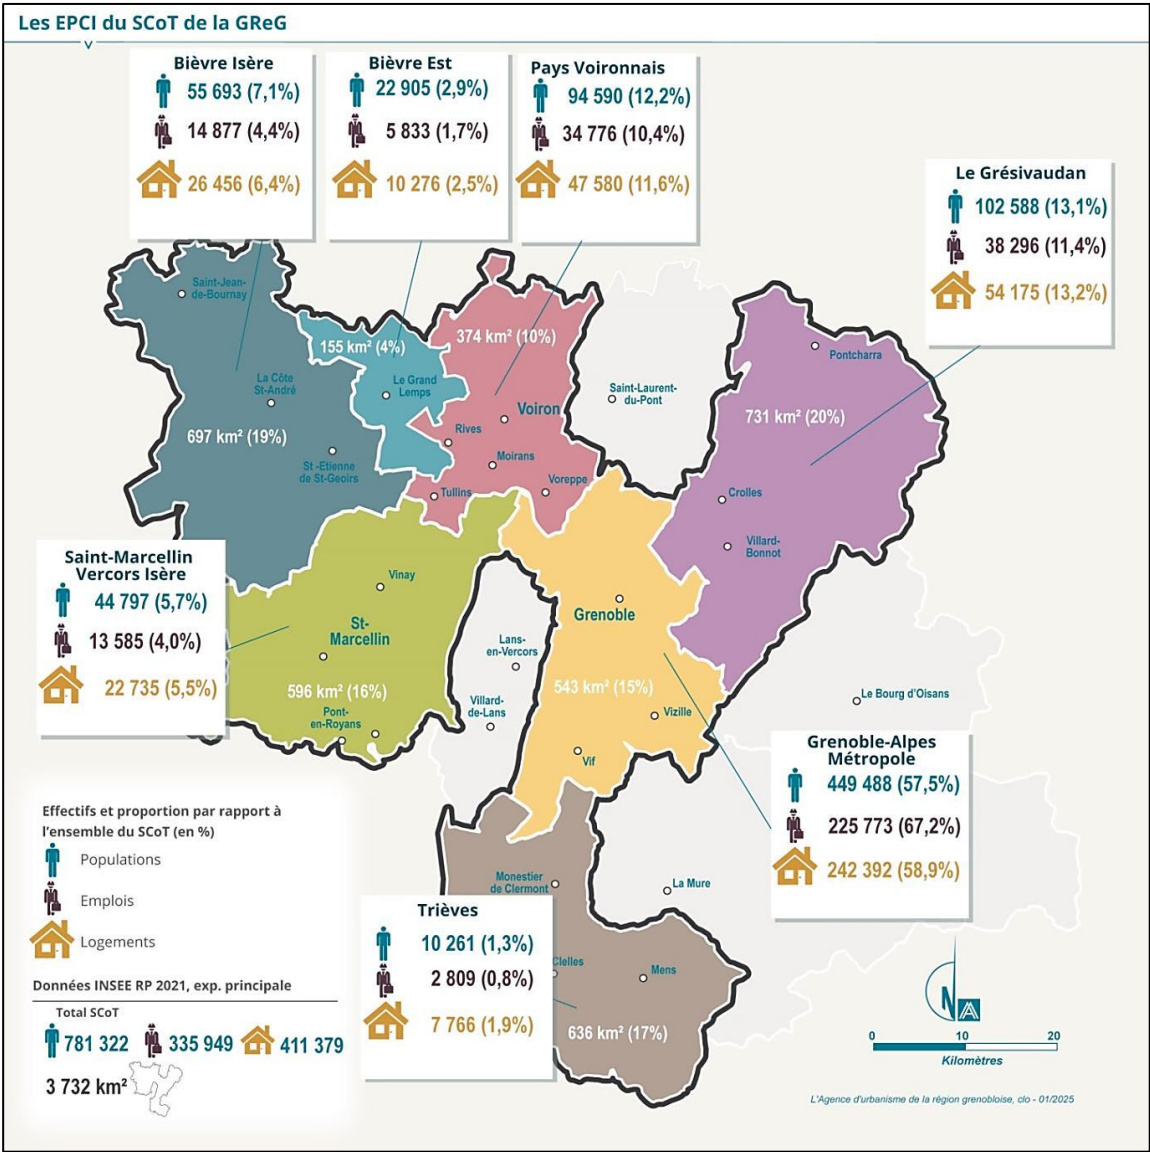 Les EPCI du SCoT de la GReG
Bièvre Isère
55 693 (7,1%)
14 877 (4,4%)
26 456 (6,4%)
Bièvre Est
22 905 (2,9%)
5 833 (1,7%)
10 276 (2,5%)
Pays Voironnais
94 590 (12,2%)
34 776 (10,4%)
47 580 (11,6%)
Le Grésivaudan
102 588 (13,1%)
38 296 (11,4%)
54 175 (13,2%)
Saint-Jean-
de-Bournay
La Côte
St-André
697 km² (19%)
St -Etienne
de St-Geoirs
155 km² (4%)
Le Grand
Lemps
374 km² (10%)
Voiron
Rives
Moirans
Tullins
Voreppe
Saint-Laurent-
du-Pont
Pontcharra
731 km² (20%)
Crolles
Villard-
Bonnot
Saint-Marcellin
Vercors Isère
44 797 (5,7%)
13 585 (4,0%)
22 735 (5,5%)
Vinay
St-
Marcellin
596 km² (16%)
Pont-
en-Royans
Lans-
en-Vercors
Villard-
de-Lans
Grenoble
543 km² (15%)
Vizille
Vif
Le Bourg d'Oisans
Grenoble-Alpes
Métropole
449 488 (57,5%)
225 773 (67,2%)
242 392 (58,9%)
Monestier
de Clermont
La Mure
Trièves
10 261 (1,3%)
2 809 (0,8%)
7 766 (1,9%)
Clelles
Mens
636 km² (17%)
Effectifs et proportion par rapport à
l'ensemble du SCoT (en %)
Populations
Emplois
Logements
Données INSEE RP 2021, exp. principale
Total SCoT
781 322 335 949 411 379
3 732 km²
N
0 10 20
Kilomètres
L'Agence d'urbanisme de la région grenobloise, clo - 01/2025